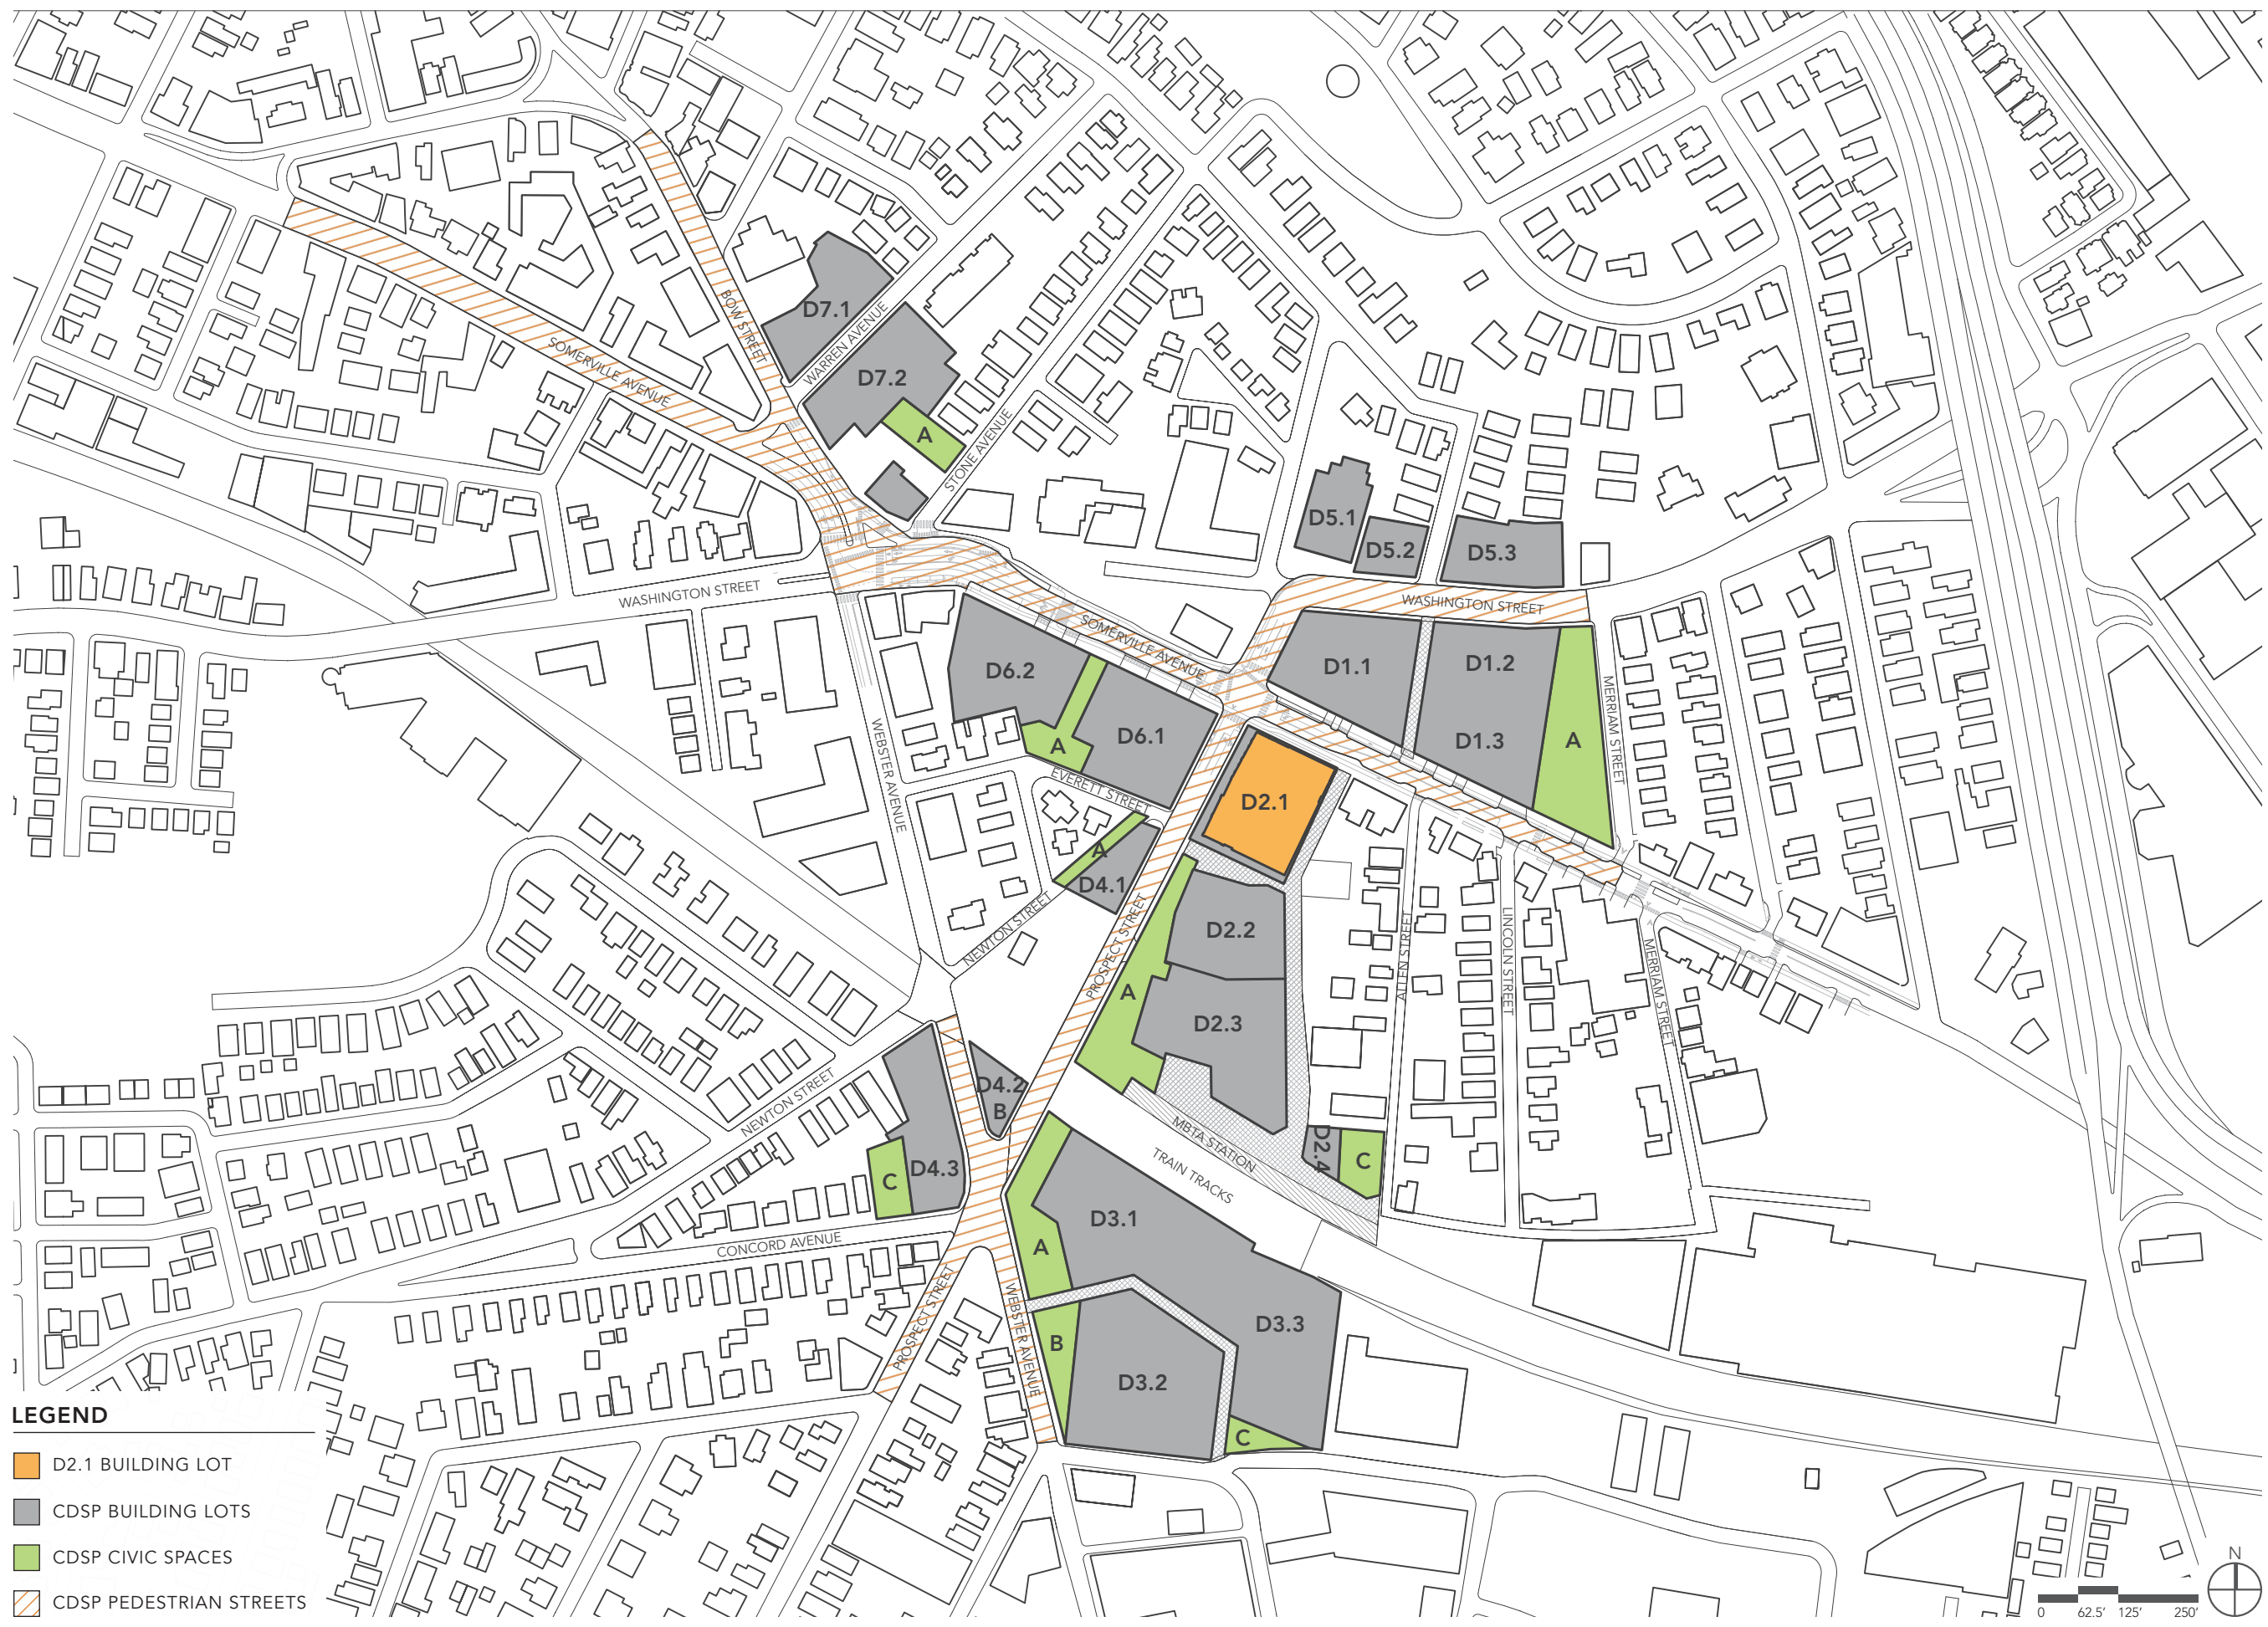 BOW STREET
D7.1
WARREN AVENUE
D7.2
A
SOMERVILLE AVENUE
STONE AVENUE
D5.1
D5.2
D5.3
WASHINGTON STREET
WASHINGTON STREET
SOMERVILLE AVENUE
D6.2
D6.1
A
D1.1
D1.2
D1.3
A
MERRIAM STREET
WEBSTER AVENUE
EVERETT STREET
D2.1
A
D4.1
NEWTON STREET
PROSPECT STREET
D2.2
A
D2.3
ALLEN STREET
LINCOLN STREET
MERRIAM STREET
D4.2
B
NEWTON STREET
C
D4.3
MBTA STATION
TRAIN TRACKS
D2.4
C
CONCORD AVENUE
D3.1
A
PROSPECT STREET
WEBSTER AVENUE
B
D3.2
D3.3
C
LEGEND
D2.1 BUILDING LOT
CDSP BUILDING LOTS
CDSP CIVIC SPACES
CDSP PEDESTRIAN STREETS
N
0 62.5' 125' 250'